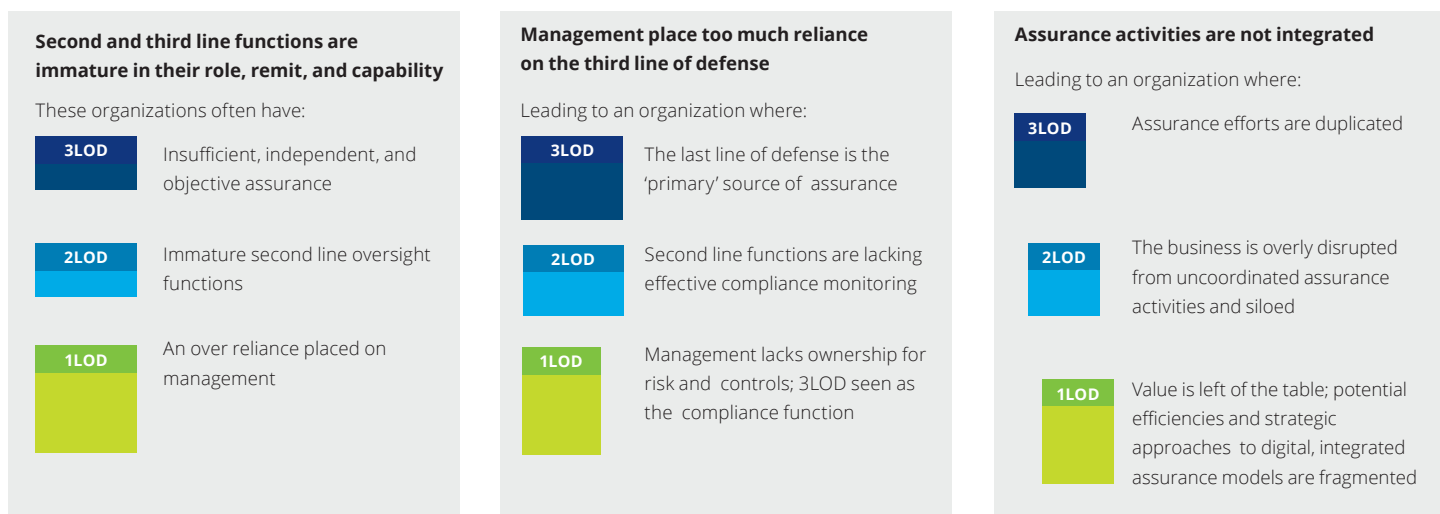 Second and third line functions are
immature in their role, remit, and capability
These organizations often have:
3LOD
Insufficient, independent, and
objective assurance
2LOD
Immature second line oversight
functions
1LOD
An over reliance placed on
management
Management place too much reliance
on the third line of defense
Leading to an organization where:
3LOD
The last line of defense is the
‘primary’ source of assurance
2LOD
Second line functions are lacking
effective compliance monitoring
1LOD
Management lacks ownership for
risk and controls; 3LOD seen as
the compliance function
Assurance activities are not integrated
Leading to an organization where:
3LOD
Assurance efforts are duplicated
2LOD
The business is overly disrupted
from uncoordinated assurance
activities and siloed
1LOD
Value is left of the table; potential
efficiencies and strategic
approaches to digital, integrated
assurance models are fragmented